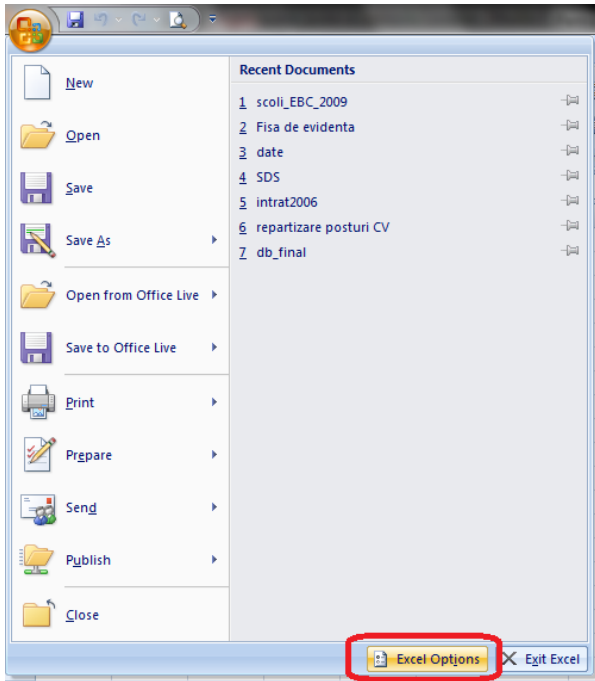 New
Open
Save
Save As
Open from Office Live
Save to Office Live
Print
Prepare
Send
Publish
Close
Recent Documents
1 scoli_EBC_2009
2 Fisa de evidenta
3 date
4 SDS
5 intrat2006
6 repartizare posturi CV
7 db_final
Excel Options
Exit Excel